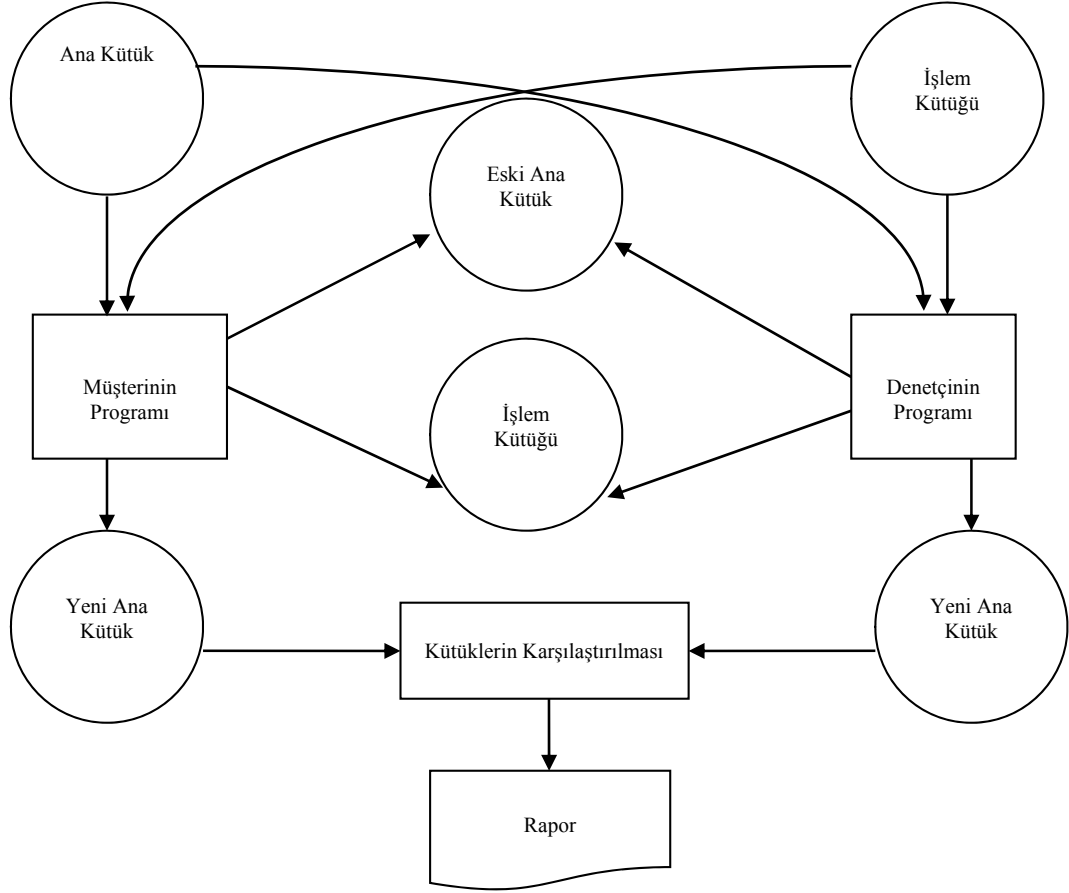 Ana Kütük
İşlem
Kütüğü
Eski Ana
Kütük
Müşterinin
Programı
İşlem
Kütüğü
Denetçinin
Programı
Yeni Ana
Kütük
Kütüklerin Karşılaştırılması
Yeni Ana
Kütük
Rapor